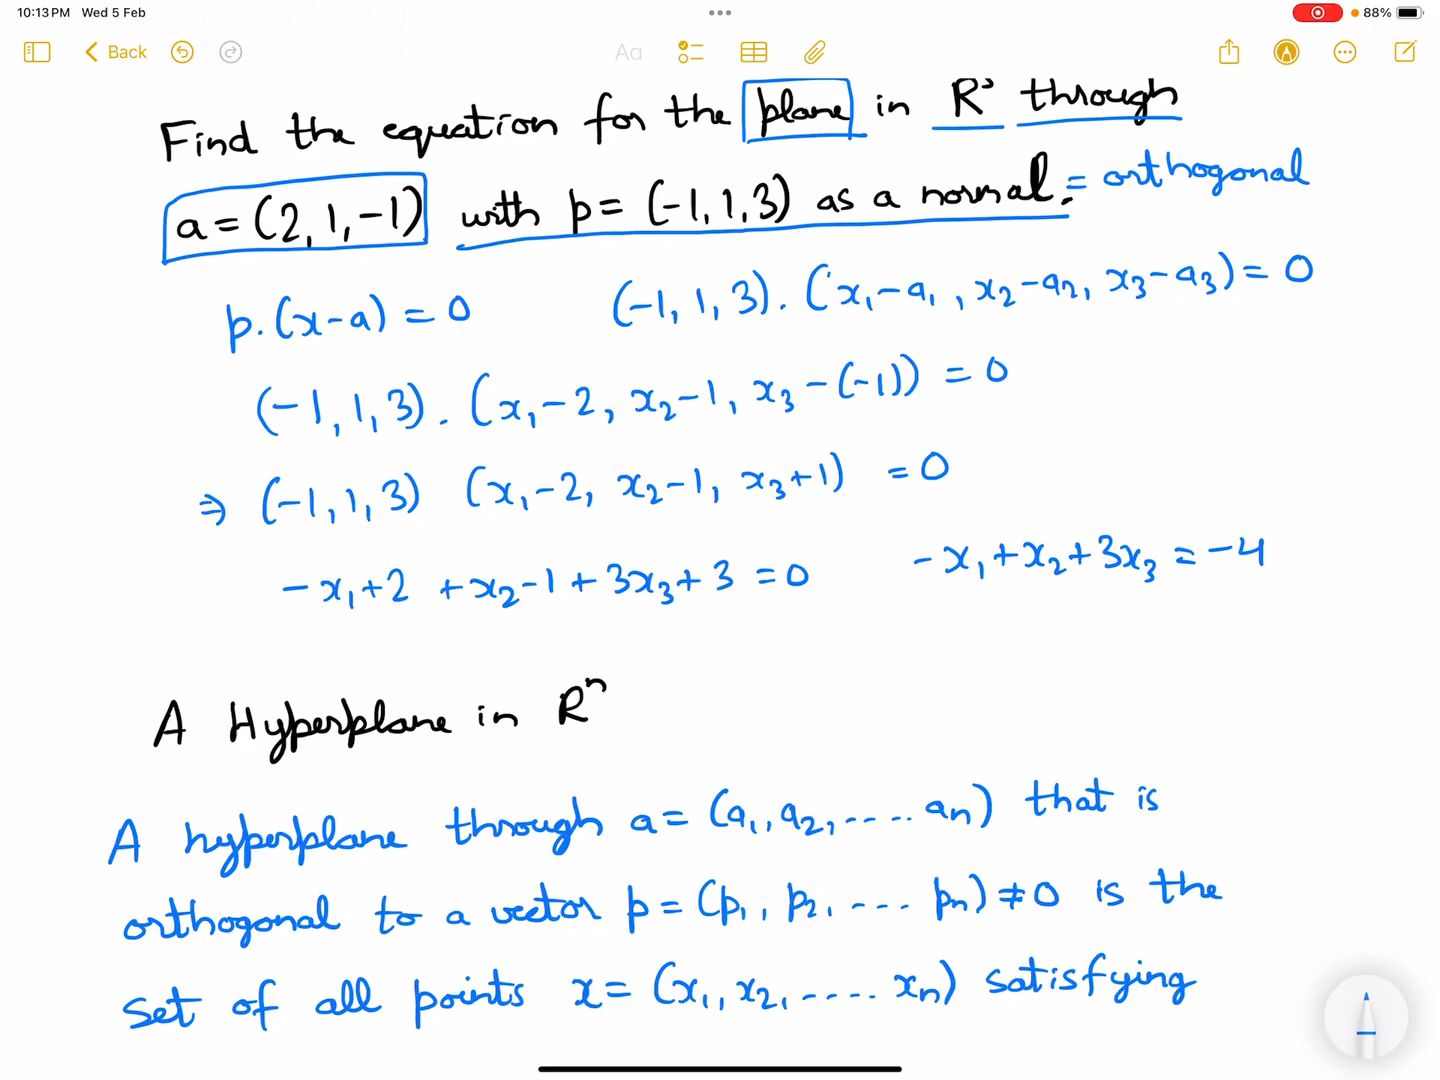 10:13 PM Wed 5 Feb
88%
Back
Aa
Find the equation for the plane in R³ through
a = (2, 1, -1) with p = (-1, 1, 3) as a normal. = orthogonal
p. (x-a) = 0 (-1, 1, 3). (x₁-a₁, x₂-a₂, x₃-a₃) = 0
(-1, 1, 3). (x₁-2, x₂-1, x₃-(-1)) = 0
⇒ (-1, 1, 3) (x₁-2, x₂-1, x₃+1) = 0
-x₁+2 +x₂-1+3x₃+3 = 0 -x₁+x₂+3x₃ = -4
A Hyperplane in Rⁿ
A hyperplane through a = (a₁, a₂, .... aₙ) that is
orthogonal to a vector p = (p₁, p₂, .... pₙ) ≠ 0 is the
set of all points x = (x₁, x₂, ..... xₙ) satisfying